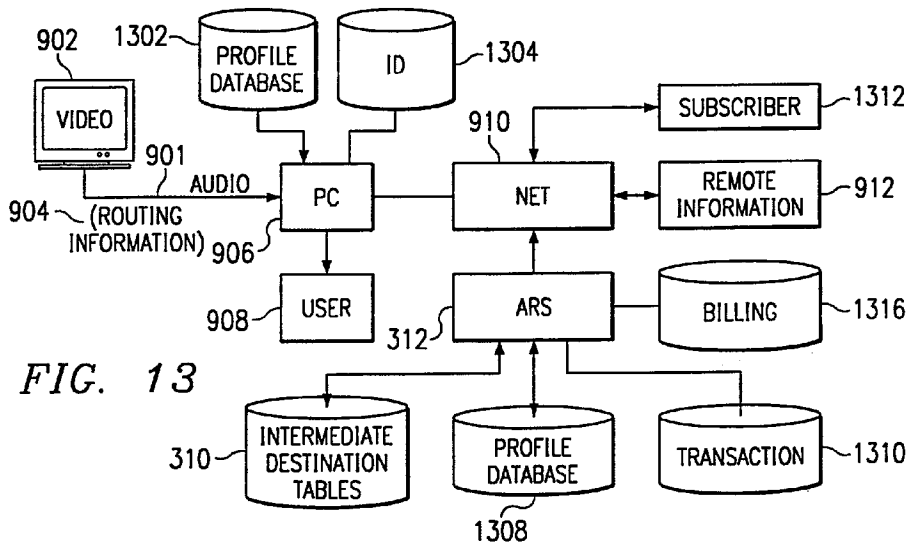 1302
1304
902
PROFILE
DATABASE
ID
VIDEO
910
SUBSCRIBER
1312
901
AUDIO
904
(ROUTING
INFORMATION)
PC
906
NET
REMOTE
INFORMATION
912
USER
908
ARS
312
BILLING
1316
FIG. 13
310
INTERMEDIATE
DESTINATION
TABLES
PROFILE
DATABASE
1308
TRANSACTION
1310